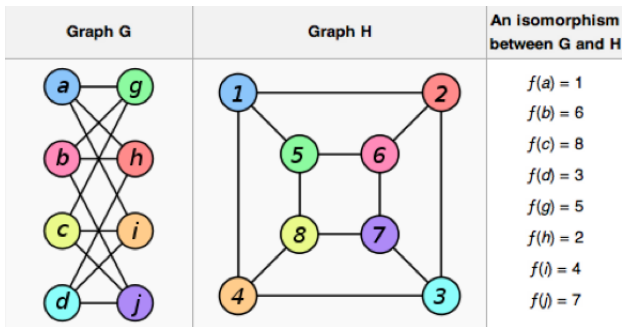 Graph G
Graph H
An isomorphism
between G and H
a
g
b
h
c
i
d
j
1
2
5
6
8
7
4
3
f(a) = 1
f(b) = 6
f(c) = 8
f(d) = 3
f(g) = 5
f(h) = 2
f(i) = 4
f(j) = 7